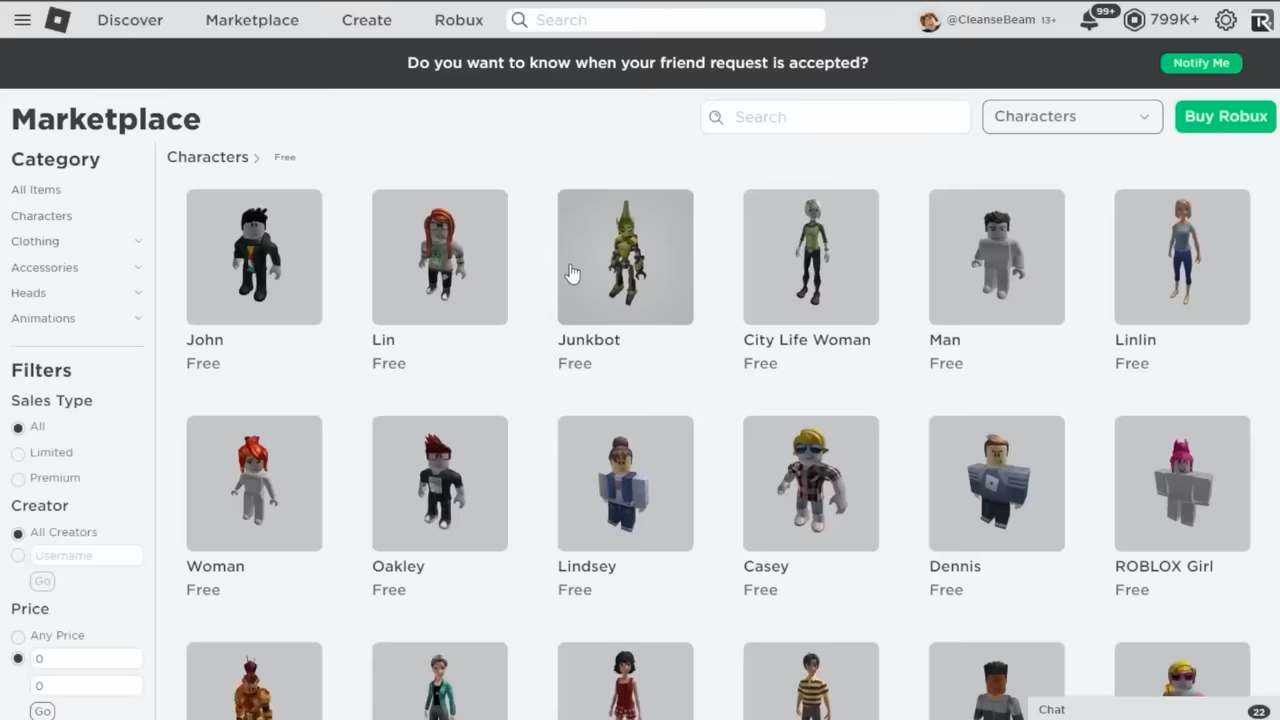 Discover Marketplace Create Robux Search @CleanseBeam 13+ 99+ 799K+
Do you want to know when your friend request is accepted? Notify Me
Marketplace Search Characters Buy Robux
Category
All Items
Characters
Clothing
Accessories
Heads
Animations
Filters
Sales Type
All
Limited
Premium
Creator
All Creators
Username
Go
Price
Any Price
0
0
Go
Characters > Free
John Lin Junkbot City Life Woman Man Linlin
Free Free Free Free Free Free
Woman Oakley Lindsey Casey Dennis ROBLOX Girl
Free Free Free Free Free Free
Chat 22